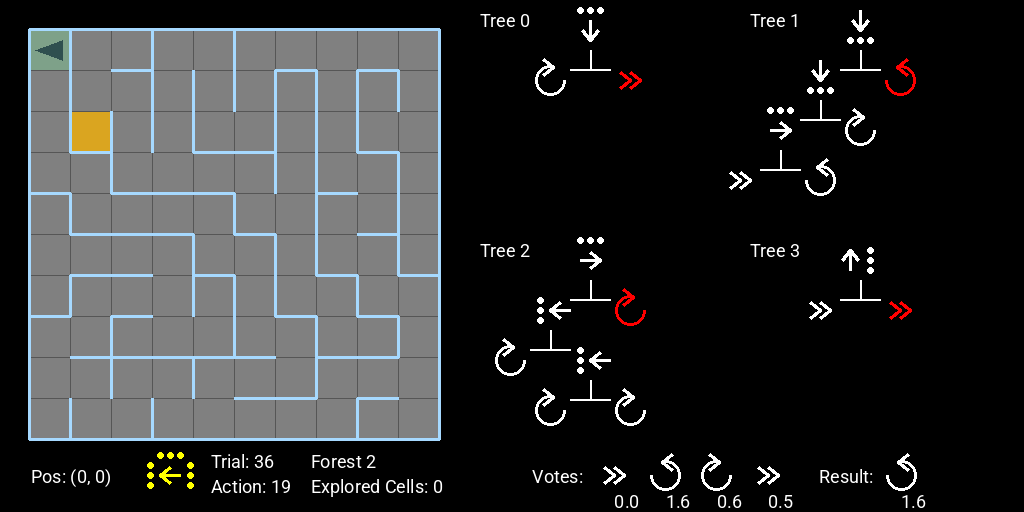 Tree 0
Tree 1
Tree 2
Tree 3
Pos: (0, 0)
Trial: 36
Forest 2
Action: 19
Explored Cells: 0
Votes:
0.0
1.6
0.6
0.5
Result:
1.6